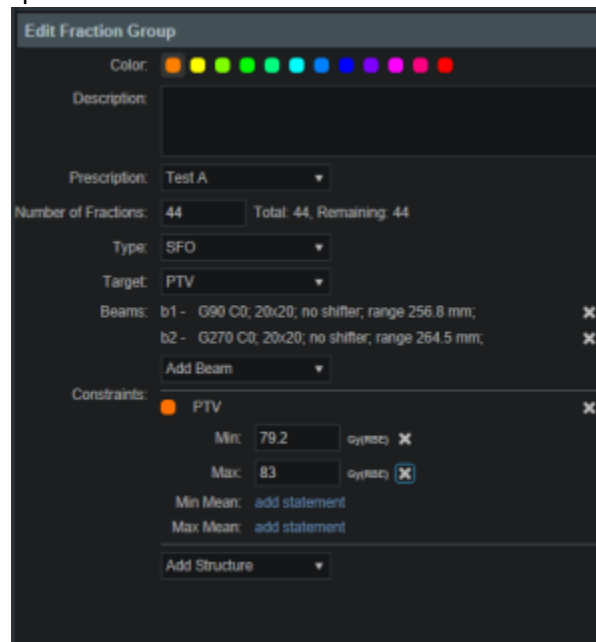 Edit Fraction Group
Color:
Description:
Prescription: Test A
Number of Fractions: 44 Total: 44, Remaining: 44
Type: SFO
Target: PTV
Beams: b1 - G90 C0; 20x20; no shifter; range 256.8 mm;
b2 - G270 C0; 20x20; no shifter; range 264.5 mm;
Add Beam
Constraints:
PTV
Min: 79.2 Gy(RBE)
Max: 83 Gy(RBE)
Min Mean: add statement
Max Mean: add statement
Add Structure